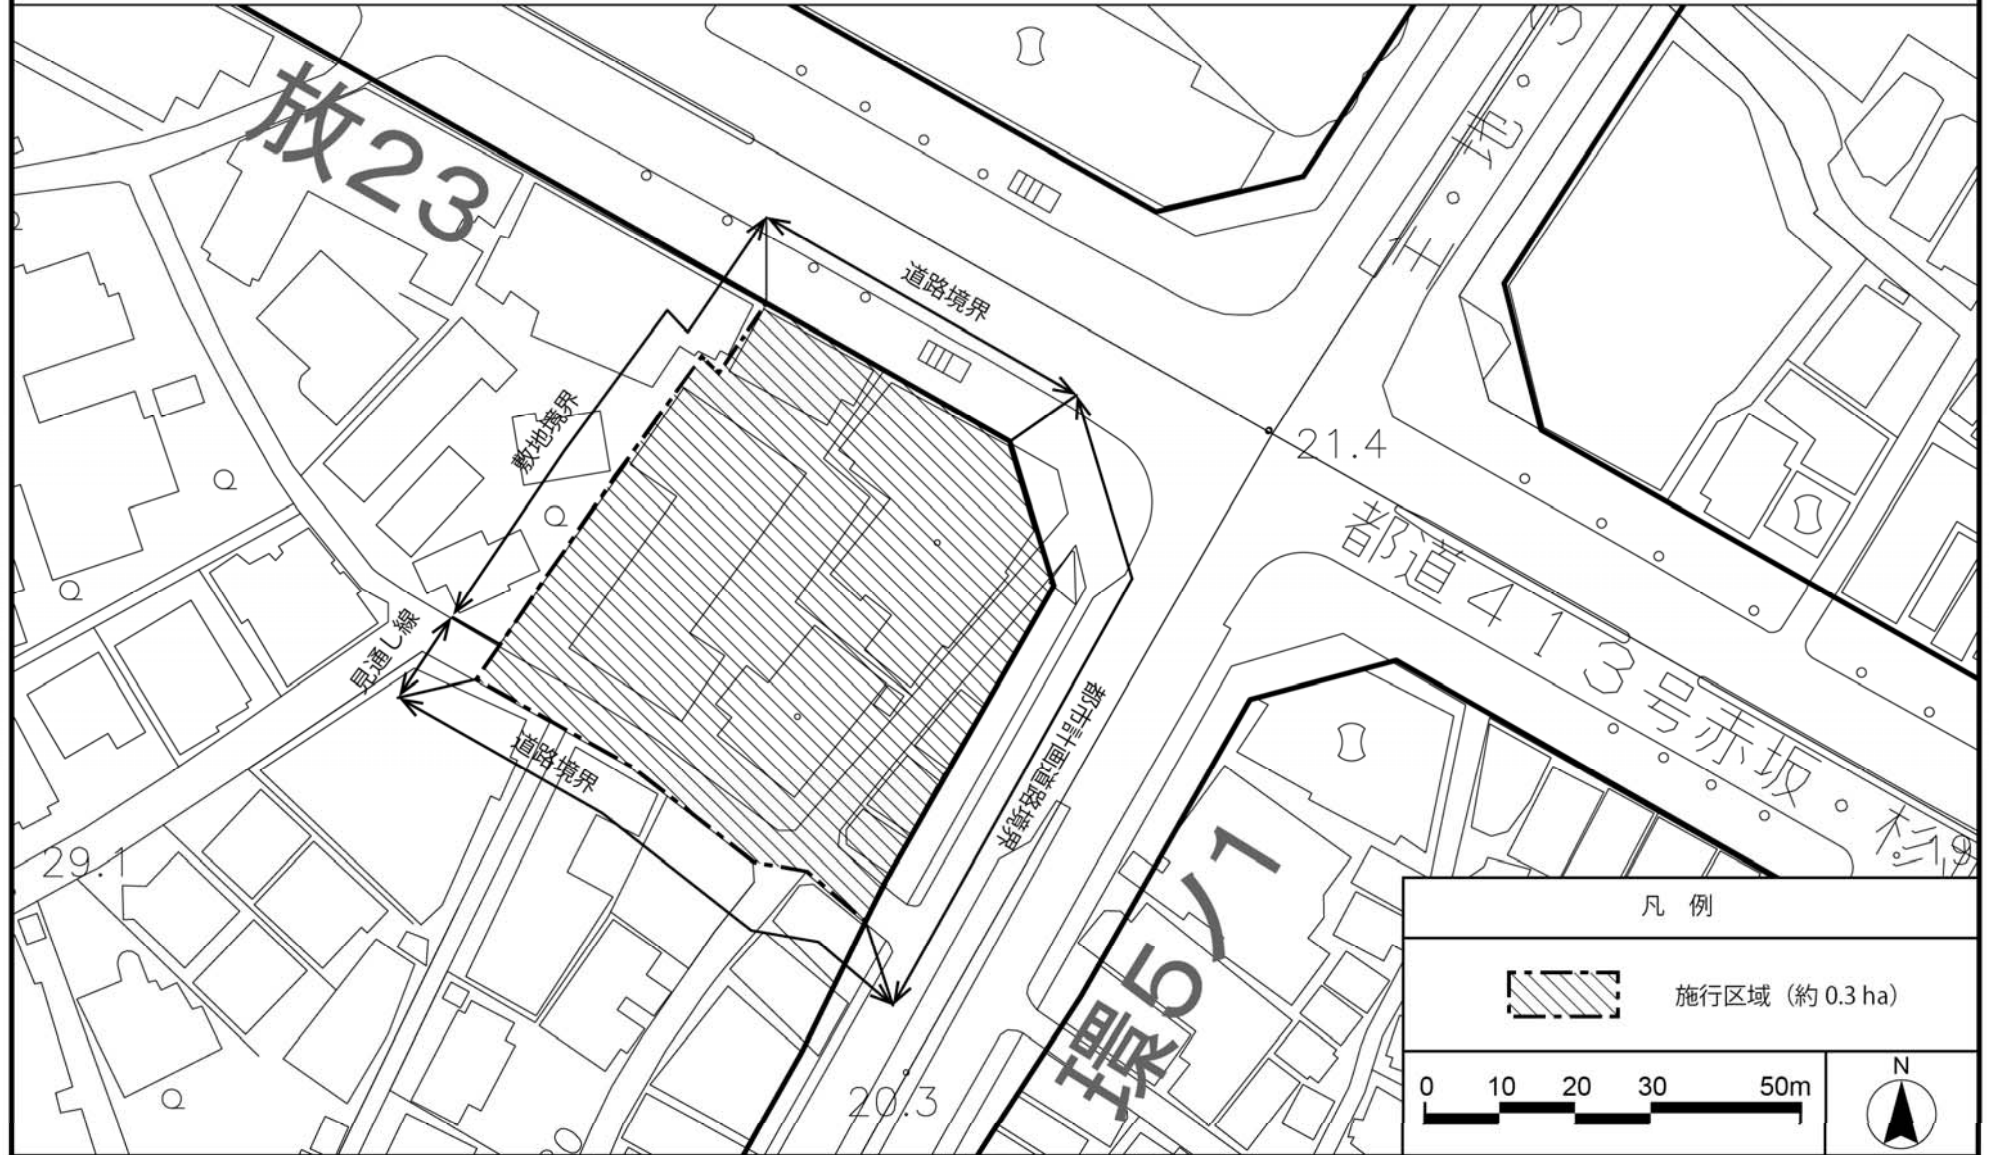 放23
道路境界
敷地境界
21.4
都道413号赤坂
杉
見通し線
道路境界
都市計画道路境界
29.1
環5ノ1
20.3
凡 例
施行区域（約 0.3 ha）
0 10 20 30 50m
N